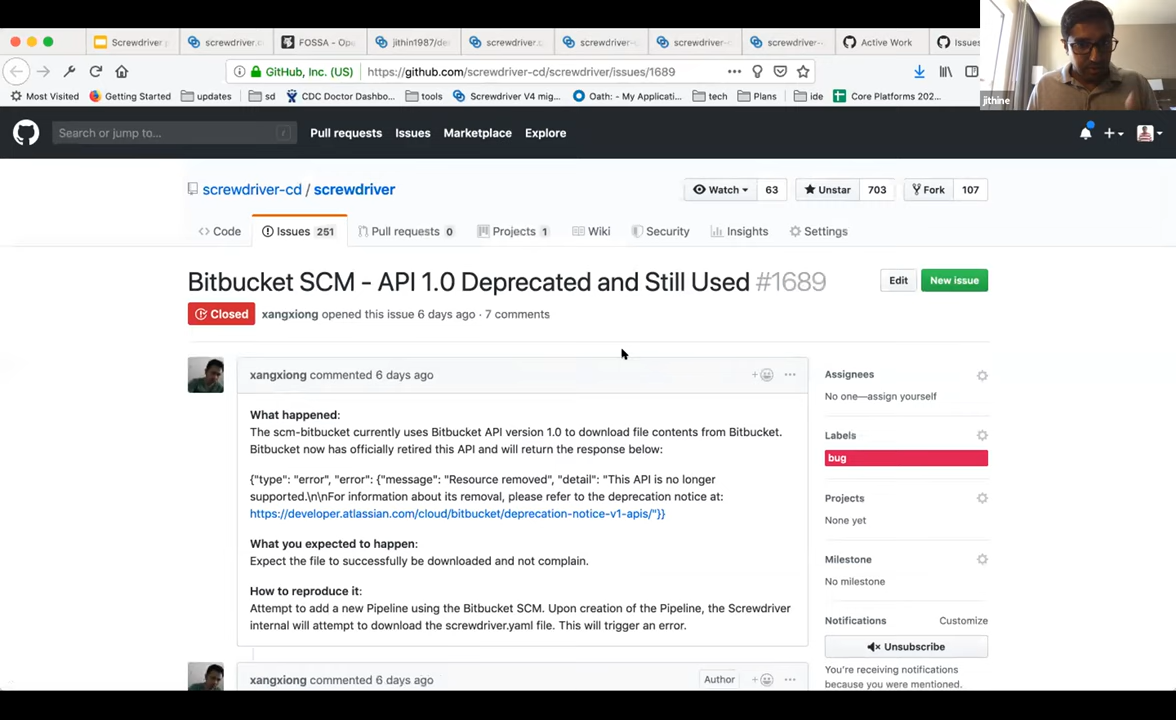 Screwdriver p
screwdriver.c
FOSSA - Ope
jithin1987/de
screwdriver.c
screwdriver-c
screwdriver-c
screwdriver--
Active Work
Issues
GitHub, Inc. (US)
https://github.com/screwdriver-cd/screwdriver/issues/1689
Most Visited
Getting Started
updates
sd
CDC Doctor Dashbo...
tools
Screwdriver V4 mig...
Oath: - My Applicati...
tech
Plans
ide
Core Platforms 202...
jithine
Search or jump to...
/
Pull requests
Issues
Marketplace
Explore
screwdriver-cd / screwdriver
Watch 63
Unstar 703
Fork 107
Code
Issues 251
Pull requests 0
Projects 1
Wiki
Security
Insights
Settings
Bitbucket SCM - API 1.0 Deprecated and Still Used #1689
Edit
New issue
Closed
xangxiong opened this issue 6 days ago · 7 comments
xangxiong commented 6 days ago
What happened:
The scm-bitbucket currently uses Bitbucket API version 1.0 to download file contents from Bitbucket.
Bitbucket now has officially retired this API and will return the response below:
{"type": "error", "error": {"message": "Resource removed", "detail": "This API is no longer
supported.\n\nFor information about its removal, please refer to the deprecation notice at:
https://developer.atlassian.com/cloud/bitbucket/deprecation-notice-v1-apis/"}}
What you expected to happen:
Expect the file to successfully be downloaded and not complain.
How to reproduce it:
Attempt to add a new Pipeline using the Bitbucket SCM. Upon creation of the Pipeline, the Screwdriver
internal will attempt to download the screwdriver.yaml file. This will trigger an error.
xangxiong commented 6 days ago
Author
Assignees
No one—assign yourself
Labels
bug
Projects
None yet
Milestone
No milestone
Notifications
Customize
Unsubscribe
You're receiving notifications
because you were mentioned.